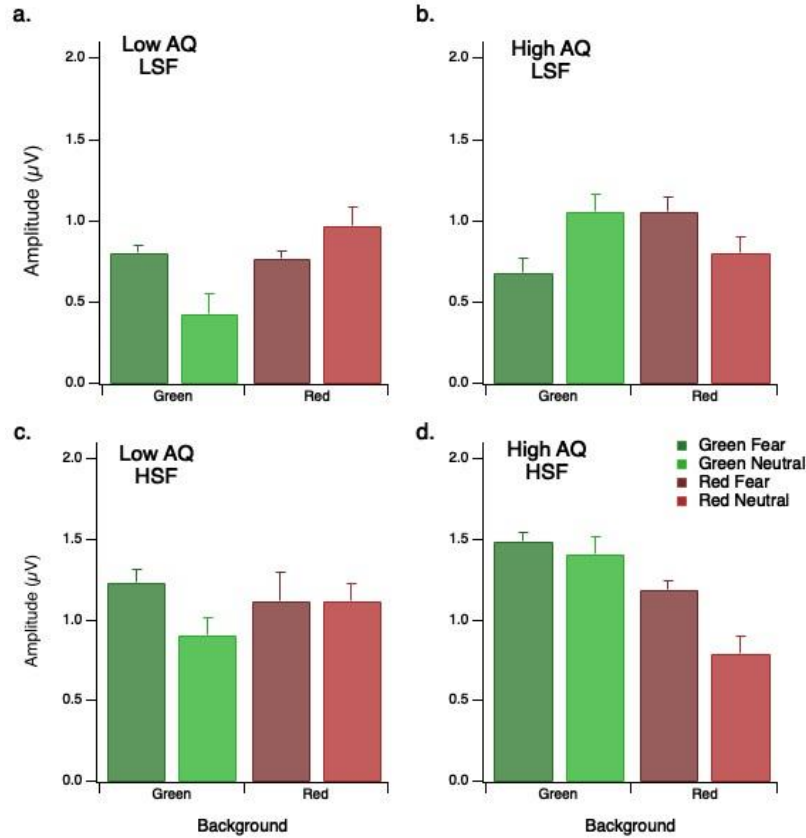 a.
Low AQ
LSF
2.0
1.5
1.0
0.5
0.0
Amplitude (µV)
Green
Red
b.
High AQ
LSF
2.0
1.5
1.0
0.5
0.0
Green
Red
c.
Low AQ
HSF
2.0
1.5
1.0
0.5
0.0
Amplitude (µV)
Green
Red
Background
d.
High AQ
HSF
Green Fear
Green Neutral
Red Fear
Red Neutral
2.0
1.5
1.0
0.5
0.0
Green
Red
Background